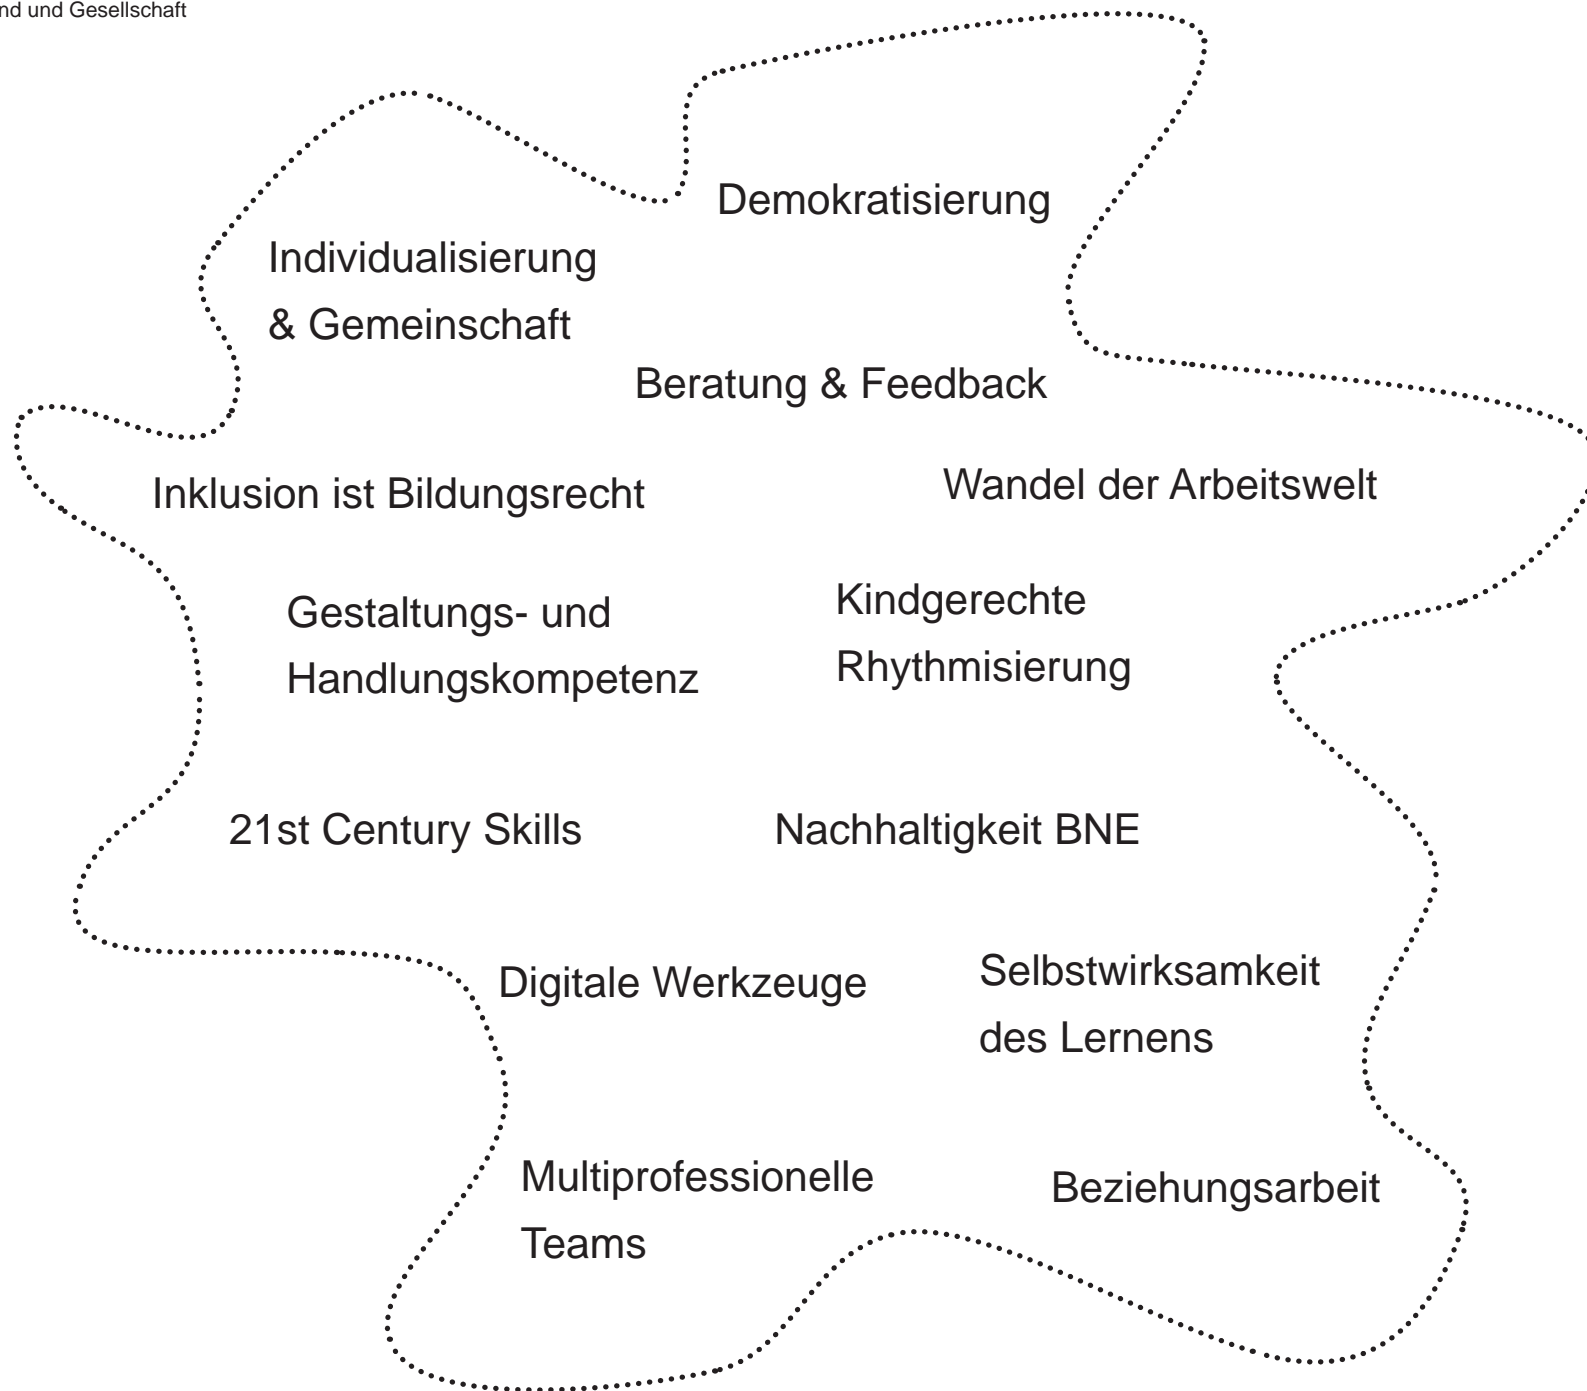 und Gesellschaft
Demokratisierung
Individualisierung
& Gemeinschaft
Beratung & Feedback
Inklusion ist Bildungsrecht
Wandel der Arbeitswelt
Gestaltungs- und
Handlungskompetenz
Kindgerechte
Rhythmisierung
21st Century Skills
Nachhaltigkeit BNE
Digitale Werkzeuge
Selbstwirksamkeit
des Lernens
Multiprofessionelle
Teams
Beziehungsarbeit